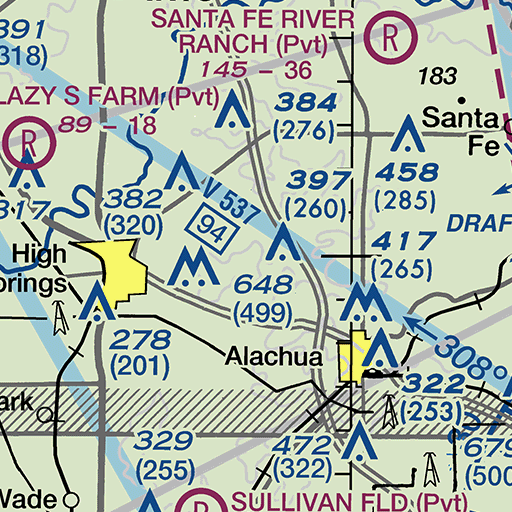 391
318)
SANTA FE RIVER
RANCH (Pvt)
145 – 36
R
183
LAZY S FARM (Pvt)
89 – 18
R
384
(276)
Santa
Fe
458
(285)
397
(260)
382
(320)
V 537
94
317
DRAF
417
(265)
High
prings
648
(499)
278
(201)
Alachua
308°
322
(253)
ark
329
(255)
472
(322)
679
(500
Wade
R
SULLIVAN FLD (Pvt)